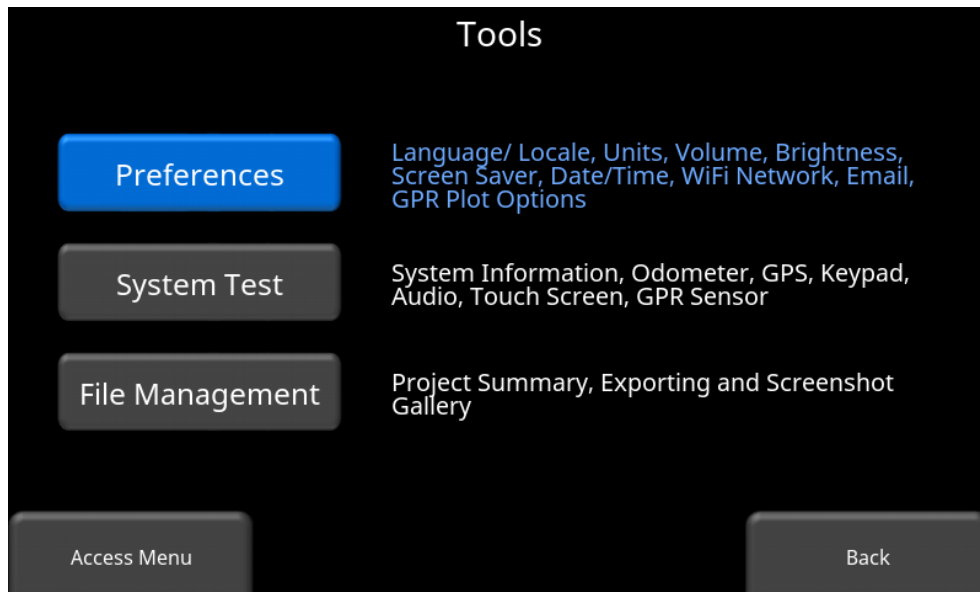 Tools
Preferences
Language/ Locale, Units, Volume, Brightness,
Screen Saver, Date/Time, WiFi Network, Email,
GPR Plot Options
System Test
System Information, Odometer, GPS, Keypad,
Audio, Touch Screen, GPR Sensor
File Management
Project Summary, Exporting and Screenshot
Gallery
Access Menu
Back